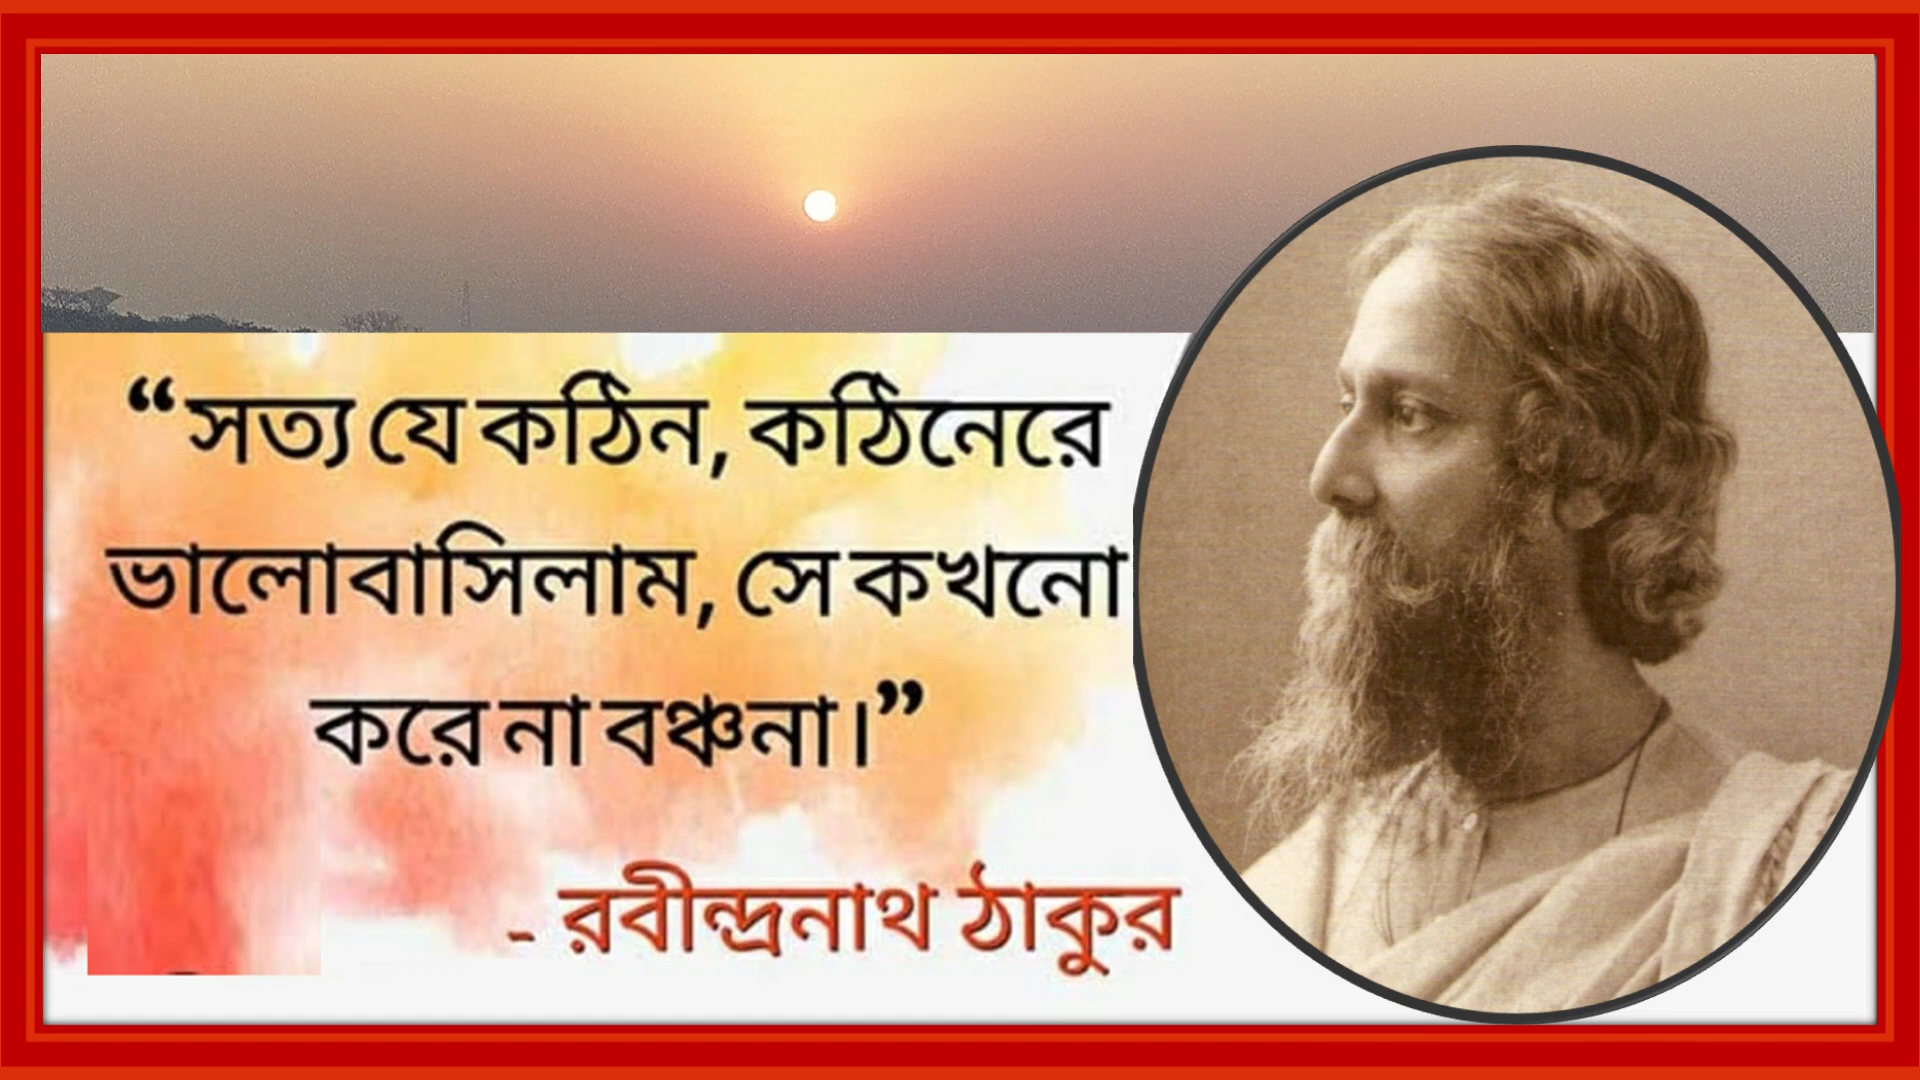 “সত্য যে কঠিন, কঠিনেরে
ভালোবাসিলাম, সে কখনো
করে না বঞ্চনা।”
- রবীন্দ্রনাথ ঠাকুর